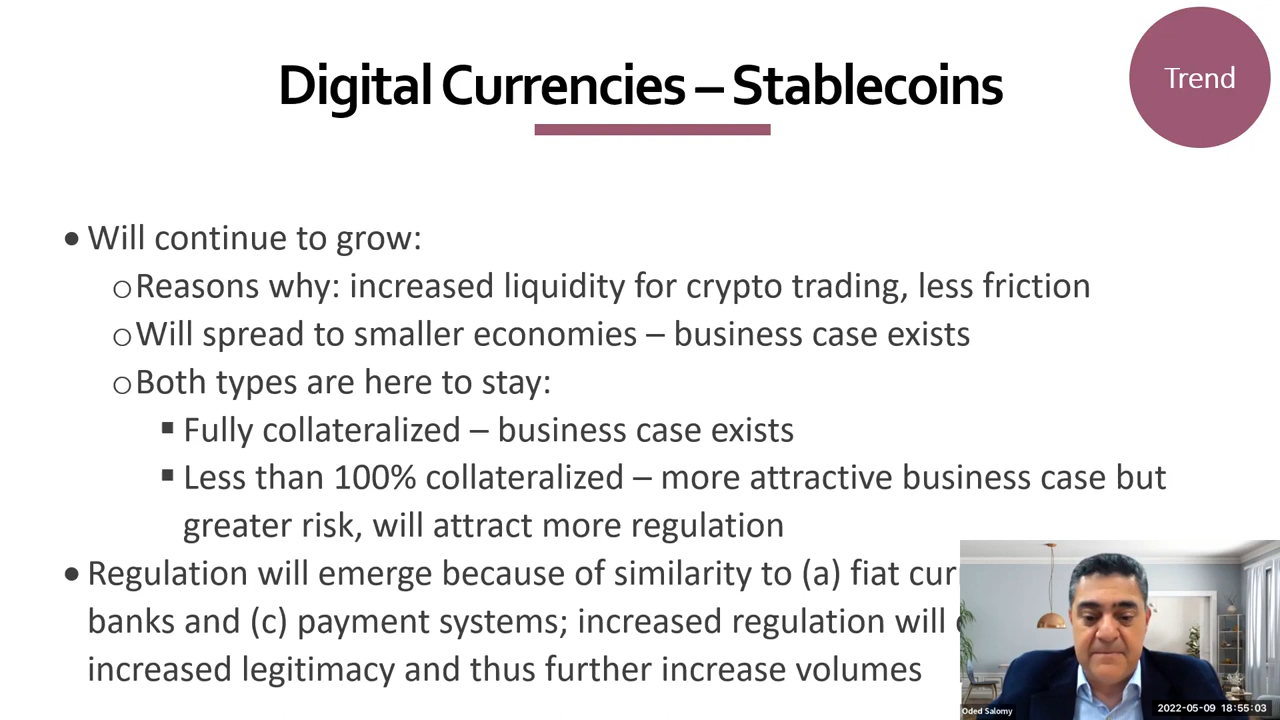 Digital Currencies – Stablecoins
Trend
• Will continue to grow:
o Reasons why: increased liquidity for crypto trading, less friction
o Will spread to smaller economies – business case exists
o Both types are here to stay:
▪ Fully collateralized – business case exists
▪ Less than 100% collateralized – more attractive business case but
greater risk, will attract more regulation
• Regulation will emerge because of similarity to (a) fiat
banks and (c) payment systems; increased regulation will
increased legitimacy and thus further increase volumes
Oded Salomy
2022-05-09 18:55:03